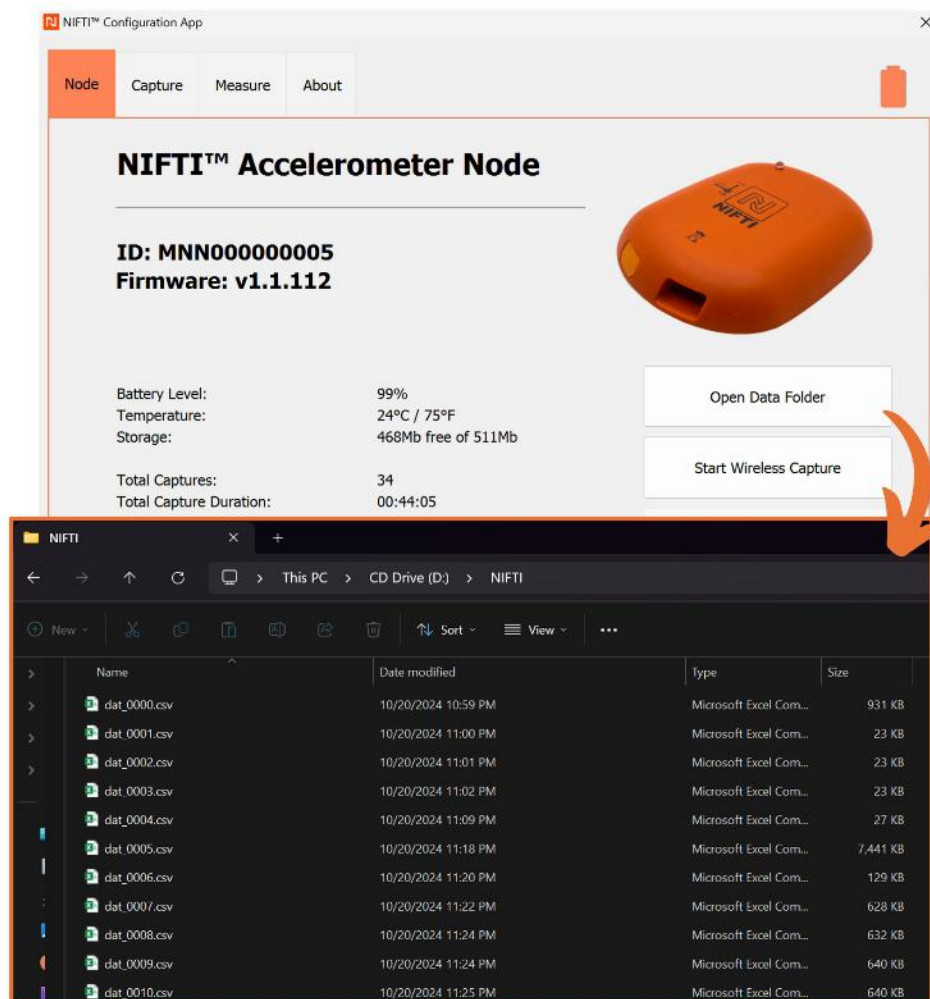 NIFTI™ Configuration App
Node Capture Measure About
NIFTI™ Accelerometer Node
NIFTI
ID: MNN000000005
Firmware: v1.1.112
Battery Level: 99%
Temperature: 24ºC / 75°F
Storage: 468Mb free of 511Mb
Total Captures: 34
Total Capture Duration: 00:44:05
Open Data Folder
Start Wireless Capture
NIFTI
This PC > CD Drive (D:) > NIFTI
New Sort View
Name Date modified Type Size
dat_0000.csv 10/20/2024 10:59 PM Microsoft Excel Com... 931 KB
dat_0001.csv 10/20/2024 11:00 PM Microsoft Excel Com... 23 KB
dat_0002.csv 10/20/2024 11:01 PM Microsoft Excel Com... 23 KB
dat_0003.csv 10/20/2024 11:02 PM Microsoft Excel Com... 23 KB
dat_0004.csv 10/20/2024 11:09 PM Microsoft Excel Com... 27 KB
dat_0005.csv 10/20/2024 11:18 PM Microsoft Excel Com... 7,441 KB
dat_0006.csv 10/20/2024 11:20 PM Microsoft Excel Com... 129 KB
dat_0007.csv 10/20/2024 11:22 PM Microsoft Excel Com... 628 KB
dat_0008.csv 10/20/2024 11:24 PM Microsoft Excel Com... 632 KB
dat_0009.csv 10/20/2024 11:24 PM Microsoft Excel Com... 640 KB
dat_0010.csv 10/20/2024 11:25 PM Microsoft Excel Com... 640 KB